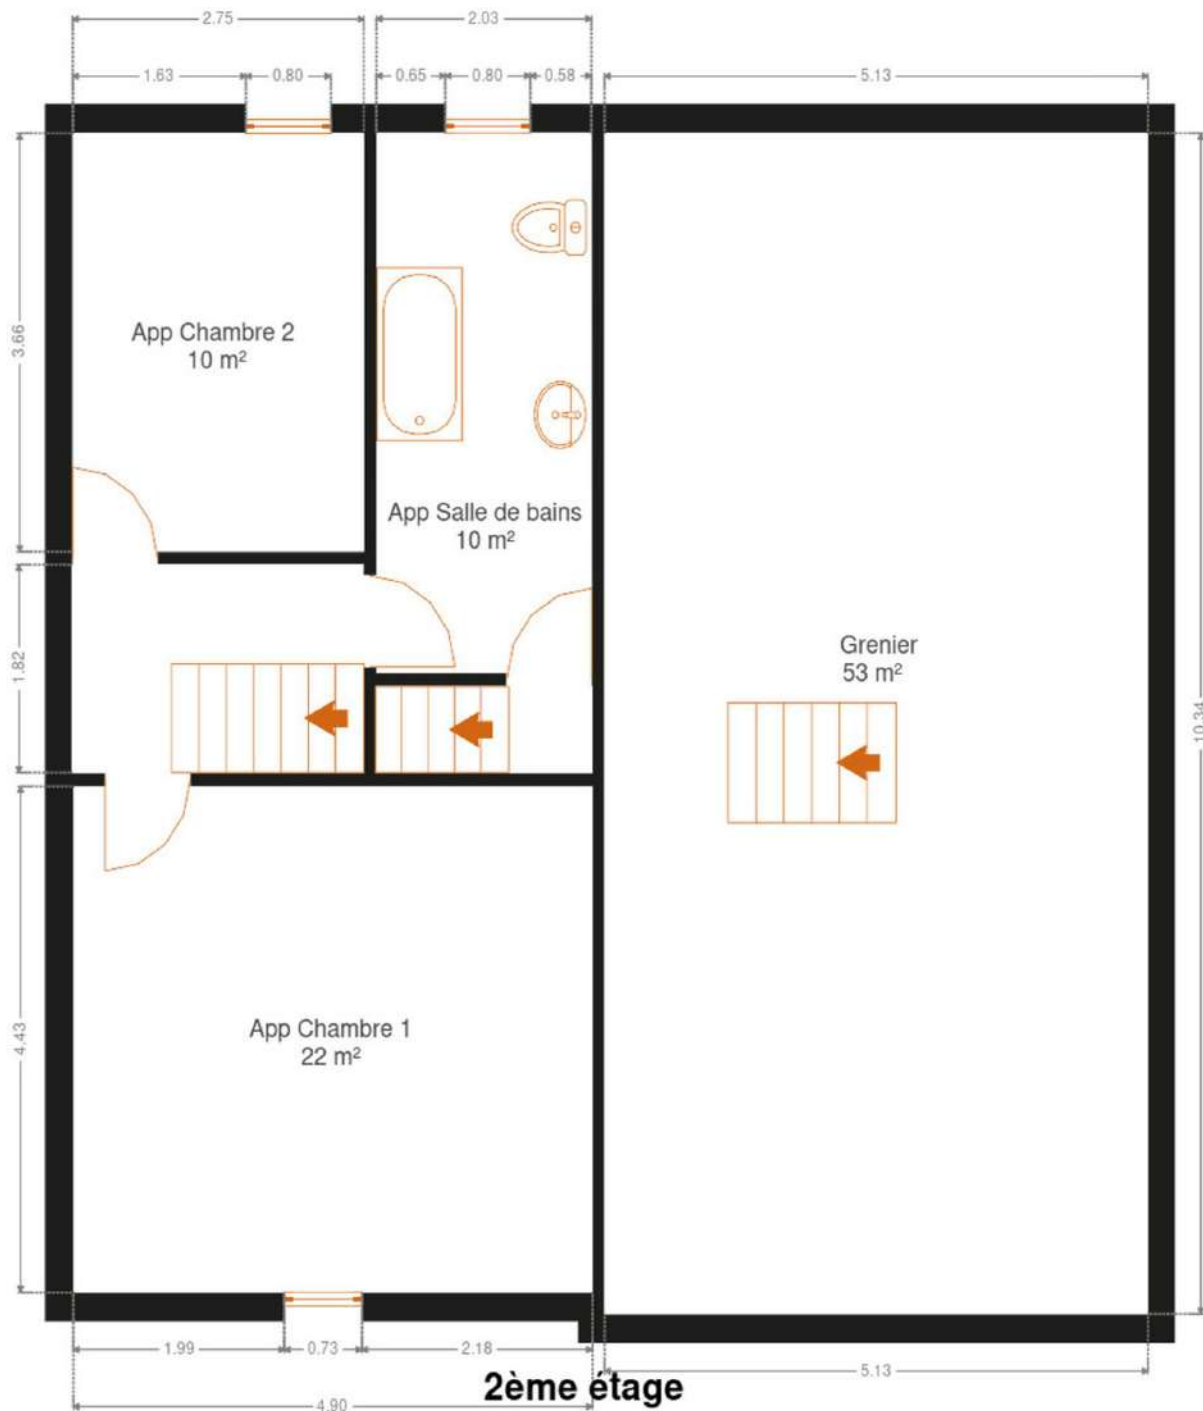 2.75
2.03
1.63
0.80
0.65
0.80
0.58
5.13
3.66
App Chambre 2
10 m²
App Salle de bains
10 m²
1.82
Grenier
53 m²
10.34
4.43
App Chambre 1
22 m²
1.99
0.73
2.18
5.13
2ème étage
4.90